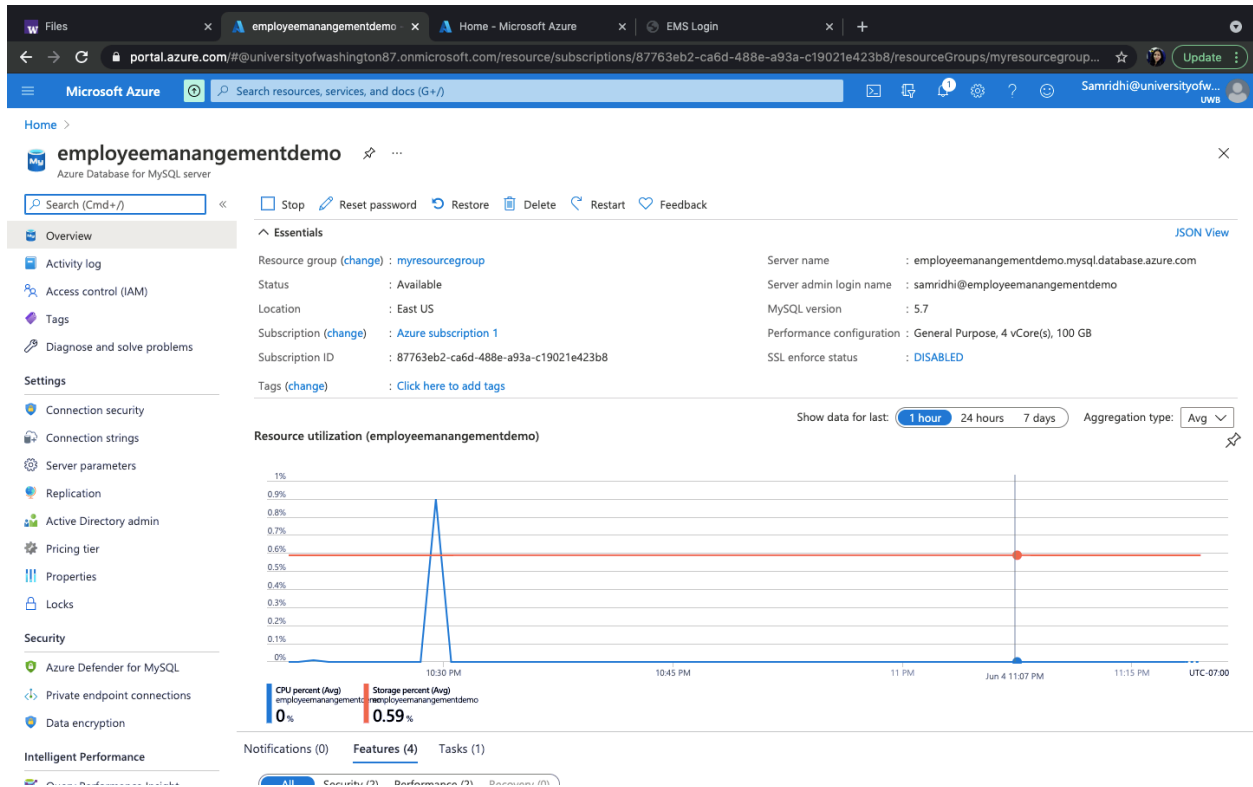 Files
employeemanangementdemo -
Home - Microsoft Azure
EMS Login
portal.azure.com/#@universityofwashington87.onmicrosoft.com/resource/subscriptions/87763eb2-ca6d-488e-a93a-c19021e423b8/resourceGroups/myresourcegroup...
Update
Microsoft Azure
Search resources, services, and docs (G+/)
1
Samridhi@universityofw...
UWB
Home >
My
employeemanangementdemo
...
Azure Database for MySQL server
Search (Cmd+/)
«
Stop
Reset password
Restore
Delete
Restart
Feedback
Overview
Activity log
Access control (IAM)
Tags
Diagnose and solve problems
Settings
Connection security
Connection strings
Server parameters
Replication
Active Directory admin
Pricing tier
Properties
Locks
Security
Azure Defender for MySQL
Private endpoint connections
Data encryption
Intelligent Performance
Query Performance Insight
Essentials
JSON View
Resource group (change) : myresourcegroup
Status : Available
Location : East US
Subscription (change) : Azure subscription 1
Subscription ID : 87763eb2-ca6d-488e-a93a-c19021e423b8
Tags (change) : Click here to add tags
Server name : employeemanangementdemo.mysql.database.azure.com
Server admin login name : samridhi@employeemanangementdemo
MySQL version : 5.7
Performance configuration : General Purpose, 4 vCore(s), 100 GB
SSL enforce status : DISABLED
Show data for last: 1 hour 24 hours 7 days Aggregation type: Avg
Resource utilization (employeemanangementdemo)
1%
0.9%
0.8%
0.7%
0.6%
0.5%
0.4%
0.3%
0.2%
0.1%
0%
10:30 PM 10:45 PM 11 PM Jun 4 11:07 PM 11:15 PM UTC-07:00
CPU percent (Avg)
0%
Storage percent (Avg)
employeemanangementdemo
0.59%
Notifications (0) Features (4) Tasks (1)
All Security (2) Performance (2) Recovery (0)